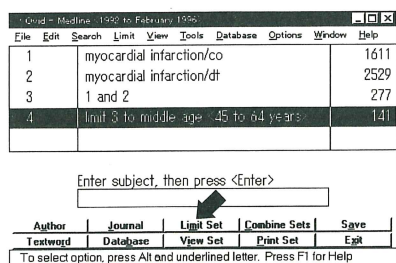 Ovid - Medline <1992 to February 1996>
File Edit Search Limit View Tools Database Options Window Help
1 myocardial infarction/co 1611
2 myocardial infarction/dt 2529
3 1 and 2 277
4 limit 3 to middle age <45 to 64 years> 141
Enter subject, then press <Enter>
Author Journal Limit Set Combine Sets Save
Textword Database View Set Print Set Exit
To select option, press Alt and underlined letter. Press F1 for Help